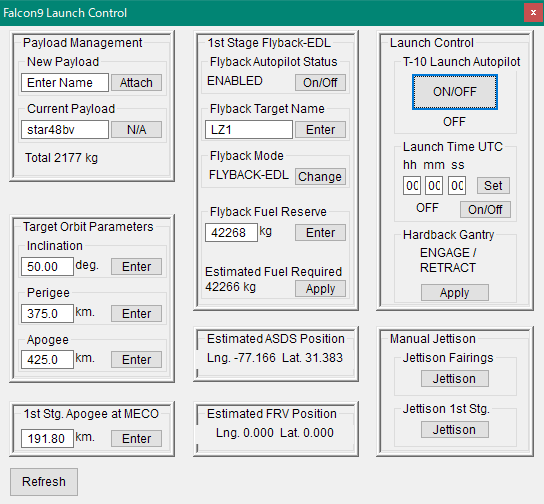 Falcon9 Launch Control
x
Payload Management
New Payload
Enter Name Attach
Current Payload
star48bv N/A
Total 2177 kg
Target Orbit Parameters
Inclination
50.00 deg. Enter
Perigee
375.0 km. Enter
Apogee
425.0 km. Enter
1st Stg. Apogee at MECO
191.80 km. Enter
Refresh
1st Stage Flyback-EDL
Flyback Autopilot Status
ENABLED On/Off
Flyback Target Name
LZ1 Enter
Flyback Mode
FLYBACK-EDL Change
Flyback Fuel Reserve
42268 kg Enter
Estimated Fuel Required
42266 kg Apply
Estimated ASDS Position
Lng. -77.166 Lat. 31.383
Estimated FRV Position
Lng. 0.000 Lat. 0.000
Launch Control
T-10 Launch Autopilot
ON/OFF
OFF
Launch Time UTC
hh mm ss
00 00 00 Set
OFF On/Off
Hardback Gantry
ENGAGE /
RETRACT
Apply
Manual Jettison
Jettison Fairings
Jettison
Jettison 1st Stg.
Jettison